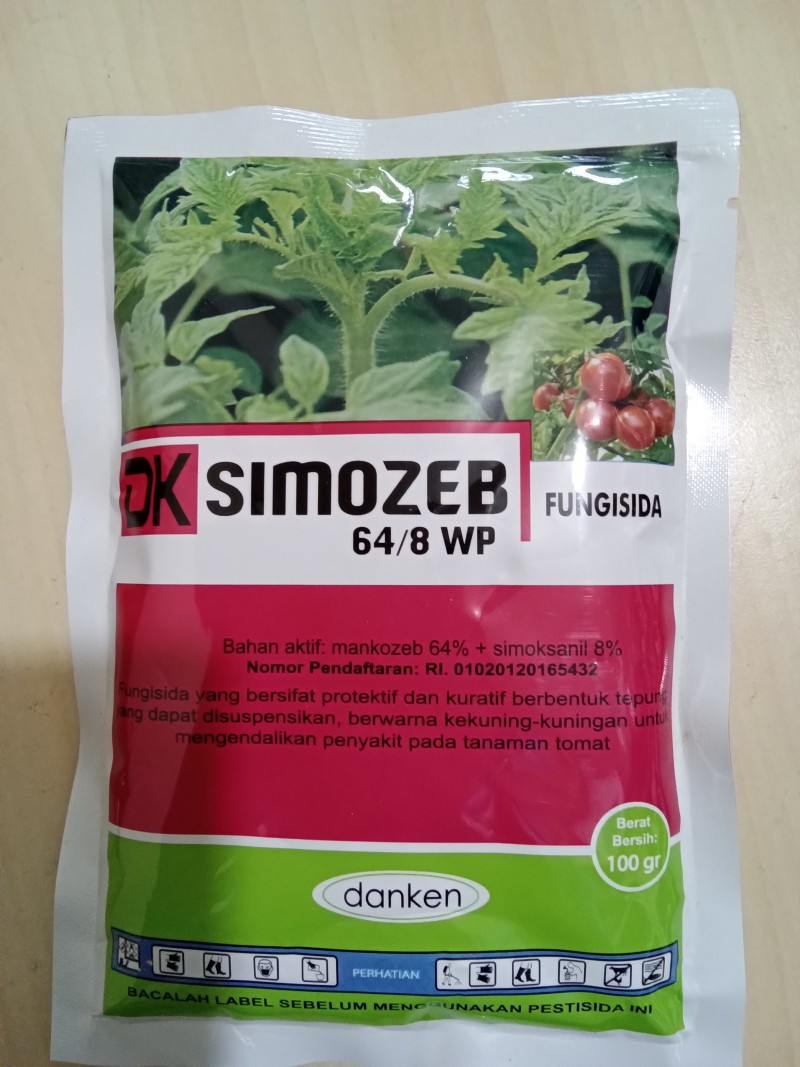 DK
SIMOZEB
64/8 WP
FUNGISIDA
Bahan aktif: mankozeb 64% + simoksanil 8%
Nomor Pendaftaran: RI. 01020120165432
Fungisida yang bersifat protektif dan kuratif berbentuk tepung
yang dapat disuspensikan, berwarna kekuning-kuningan untuk
mengendalikan penyakit pada tanaman tomat
Berat
Bersih:
100 gr
danken
PERHATIAN
BACALAH LABEL SEBELUM MENGGUNAKAN PESTISIDA INI